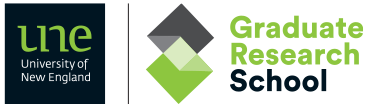 une
University of
New England
Graduate
Research
School